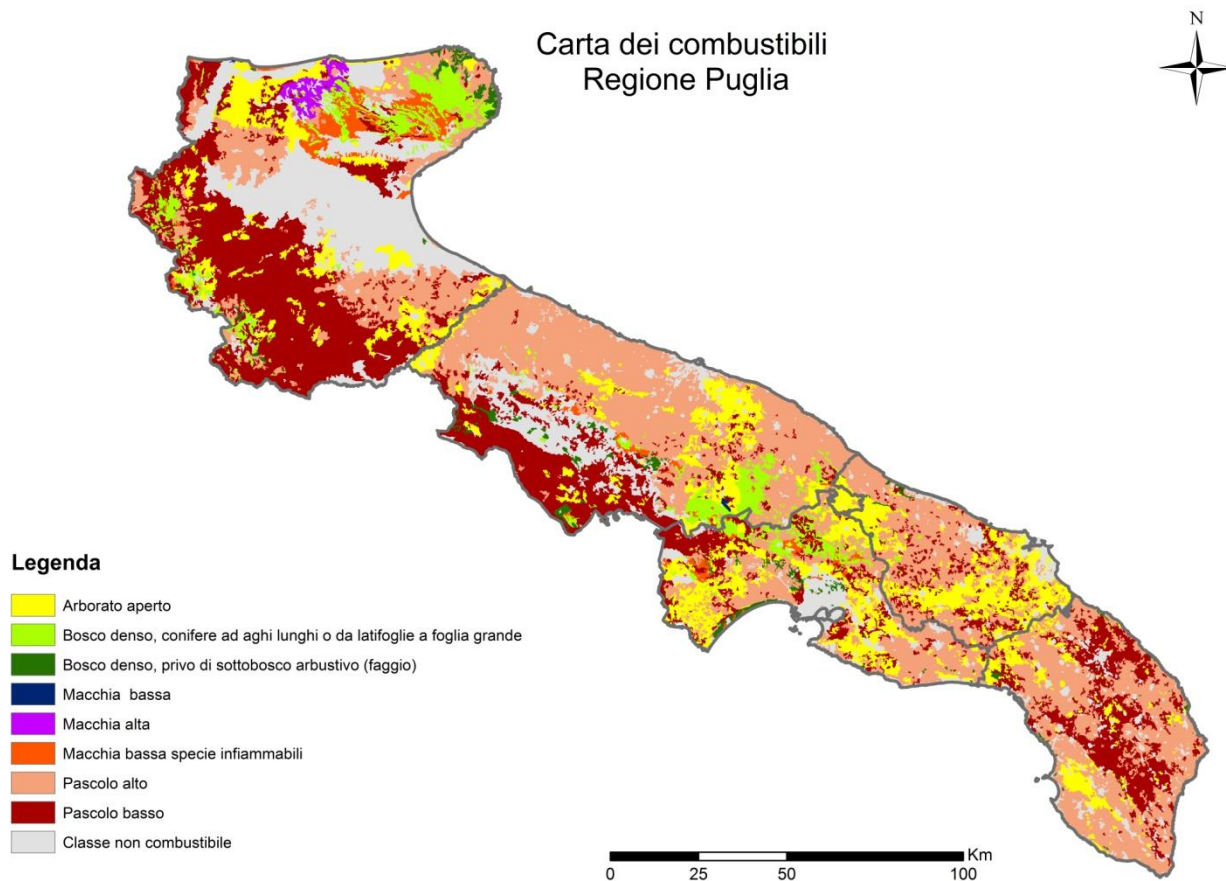 Carta dei combustibili
Regione Puglia
N
Legenda
Arborato aperto
Bosco denso, conifere ad aghi lunghi o da latifoglie a foglia grande
Bosco denso, privo di sottobosco arbustivo (faggio)
Macchia bassa
Macchia alta
Macchia bassa specie infiammabili
Pascolo alto
Pascolo basso
Classe non combustibile
Km
0 25 50 100